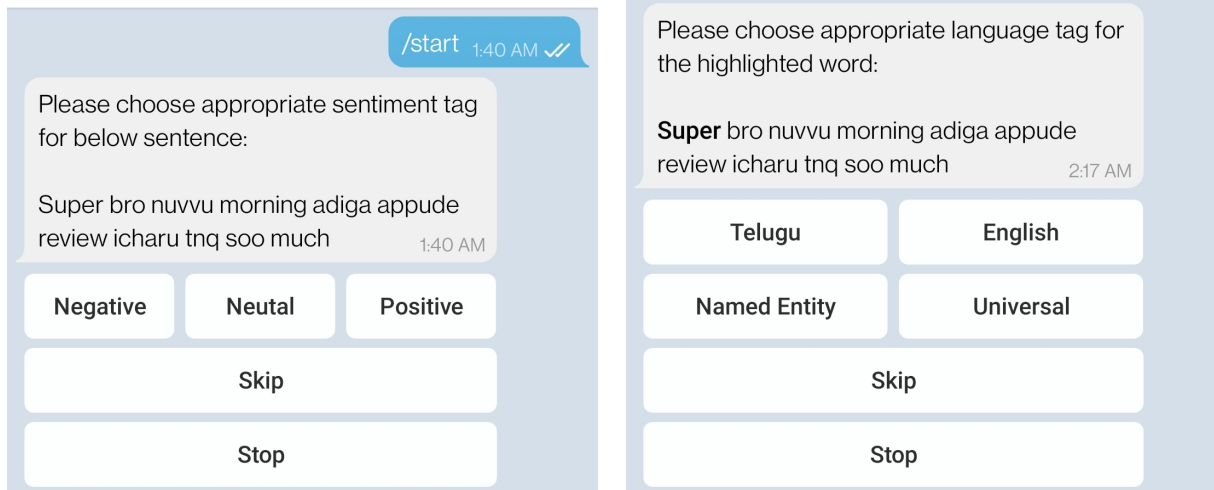 /start 1:40 AM
Please choose appropriate sentiment tag
for below sentence:
Super bro nuvvu morning adiga appude
review icharu tnq soo much 1:40 AM
Negative Neutal Positive
Skip
Stop
Please choose appropriate language tag for
the highlighted word:
Super bro nuvvu morning adiga appude
review icharu tnq soo much 2:17 AM
Telugu English
Named Entity Universal
Skip
Stop